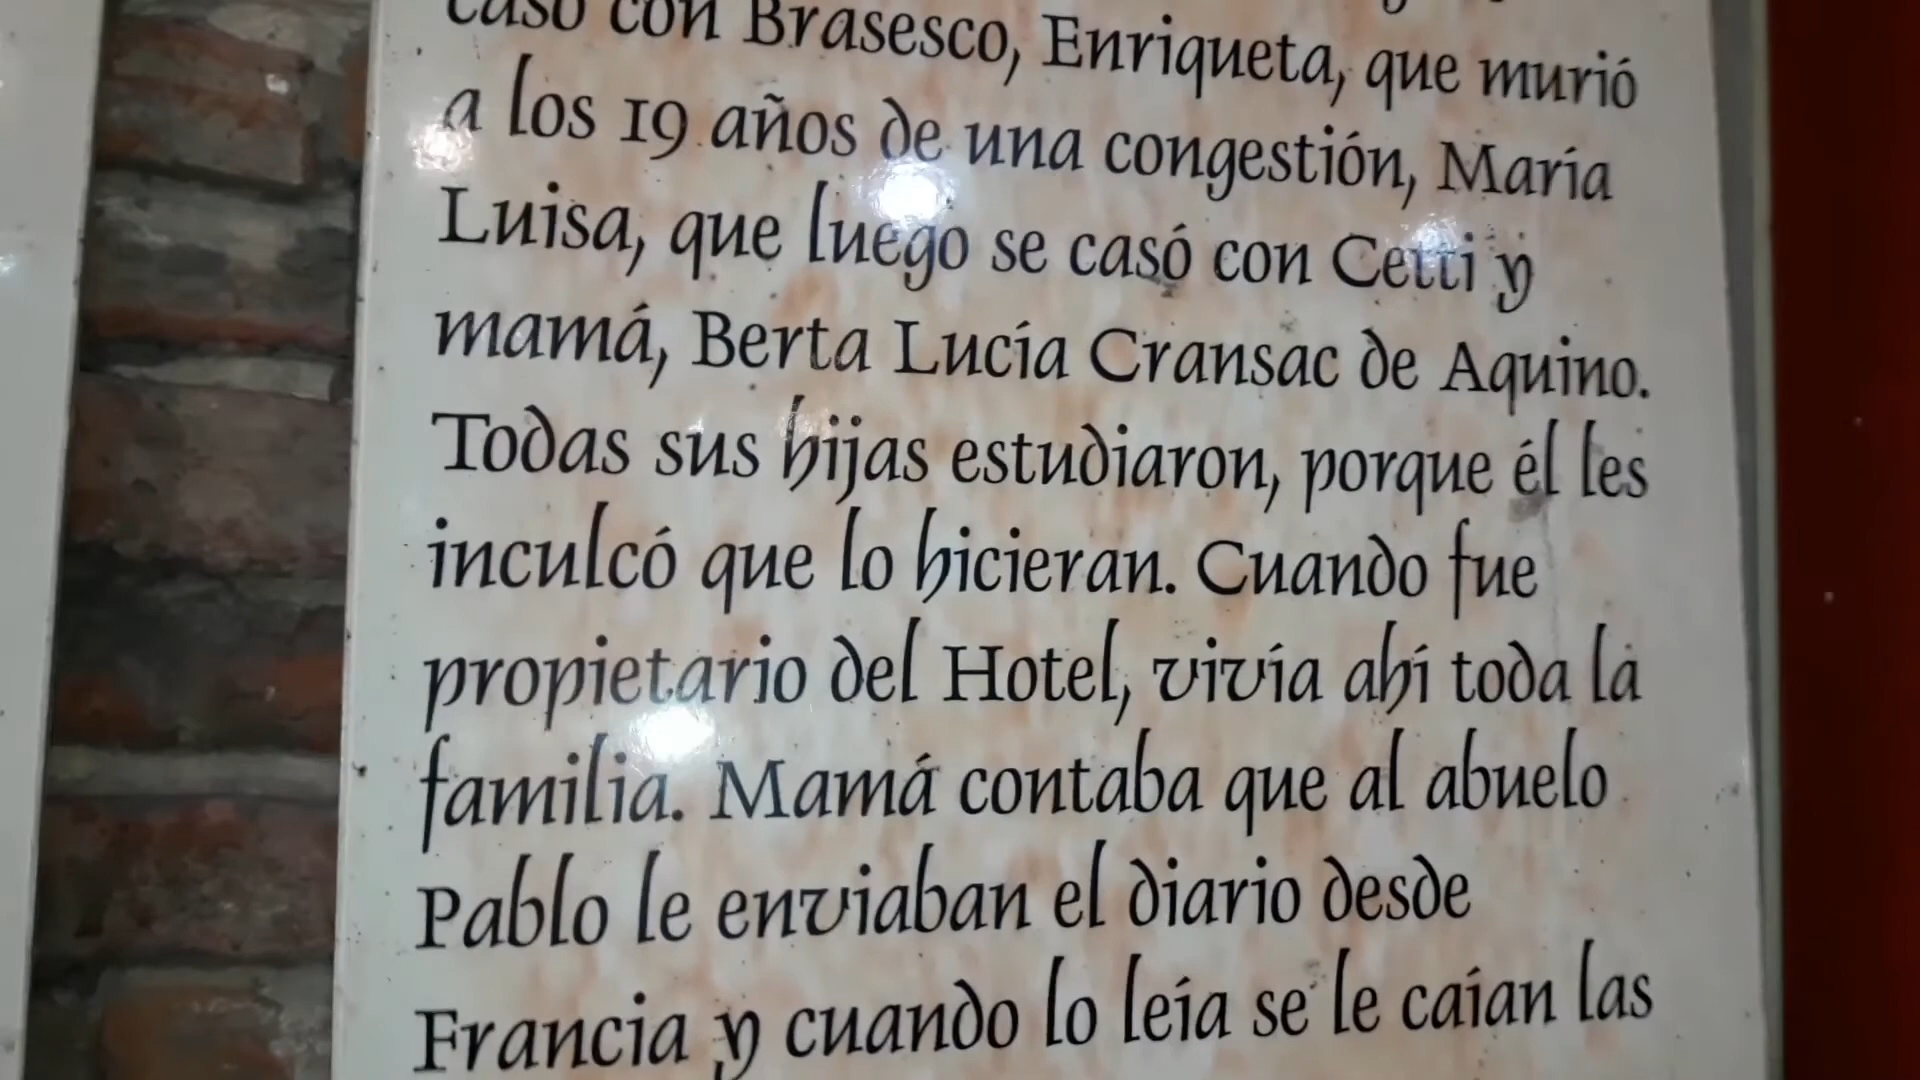 casó con Brasesco, Enriqueta, que murió
a los 19 años de una congestión, María
Luisa, que luego se casó con Cetti y
mamá, Berta Lucía Cransac de Aquino.
Todas sus hijas estudiaron, porque él les
inculcó que lo hicieran. Cuando fue
propietario del Hotel, vivía ahí toda la
familia. Mamá contaba que al abuelo
Pablo le enviaban el diario desde
Francia y cuando lo leía se le caían las